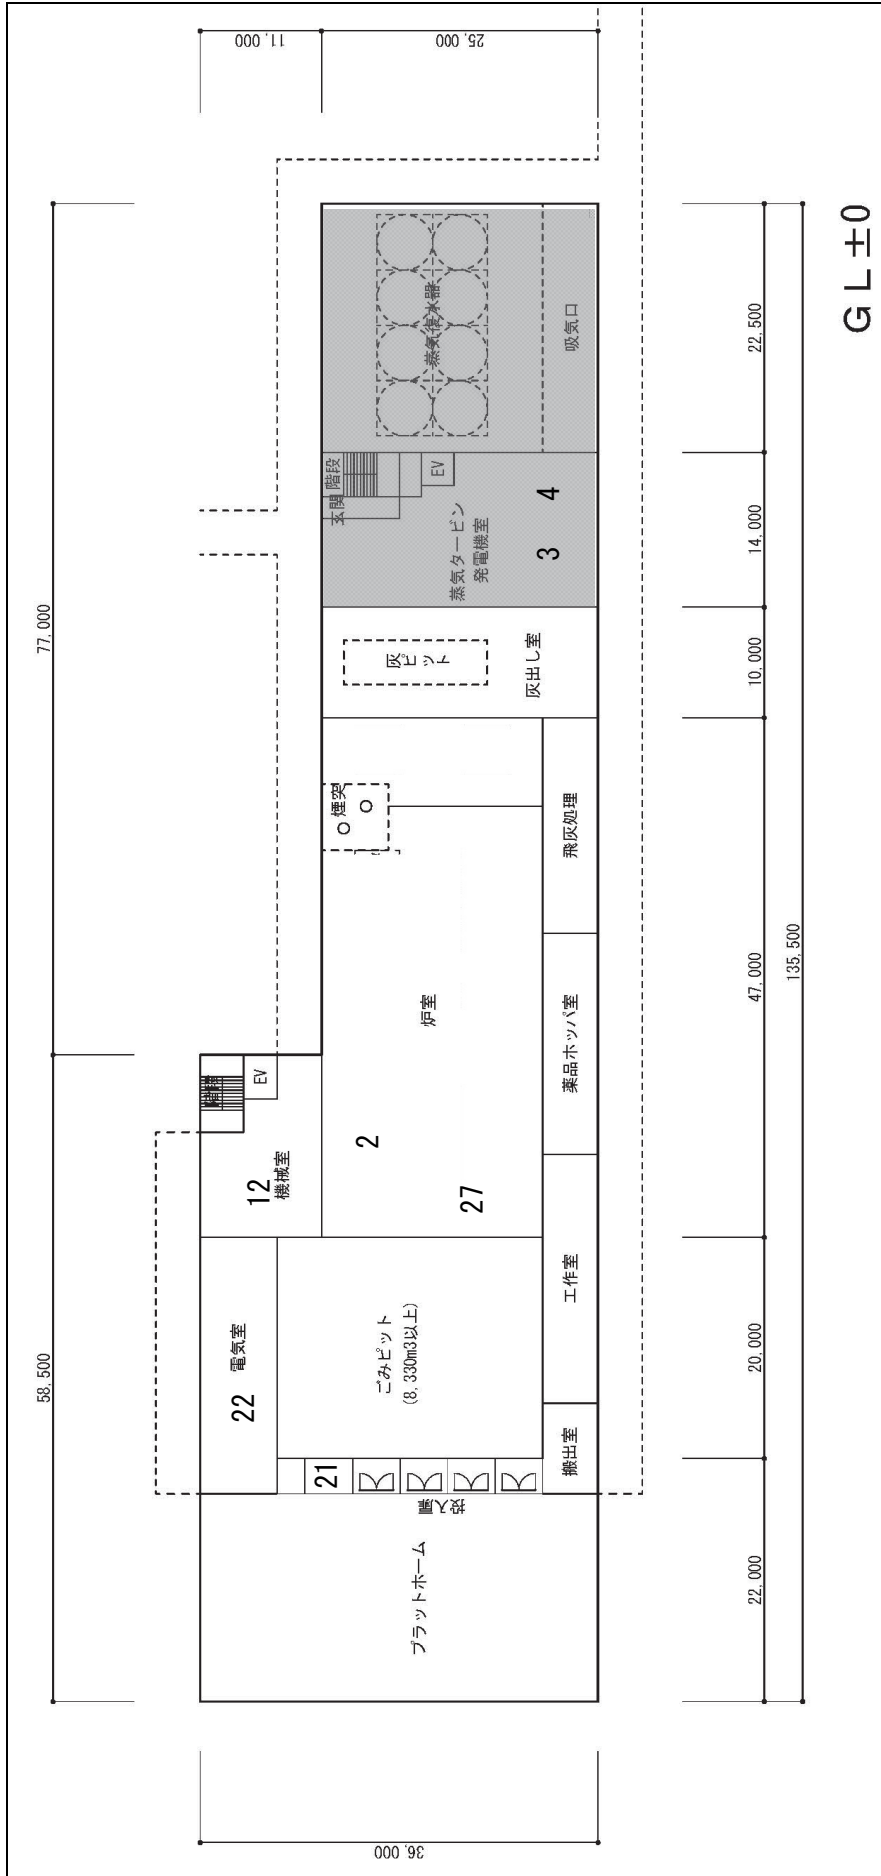 77,000
58,500
11,000
25,000
36,000
階段
EV
12
機械室
電気室
22
玄関
階段
EV
蒸気復水器
吸気口
蒸気タービン
発電機室
3
4
灰ピット
灰出し室
煙突
炉室
2
27
飛灰処理
薬品ホッパ室
工作室
搬出室
ごみピット
(8,330m3以上)
21
投入扉
プラットホーム
22,500
14,000
10,000
47,000
20,000
22,000
135,500
GL±0